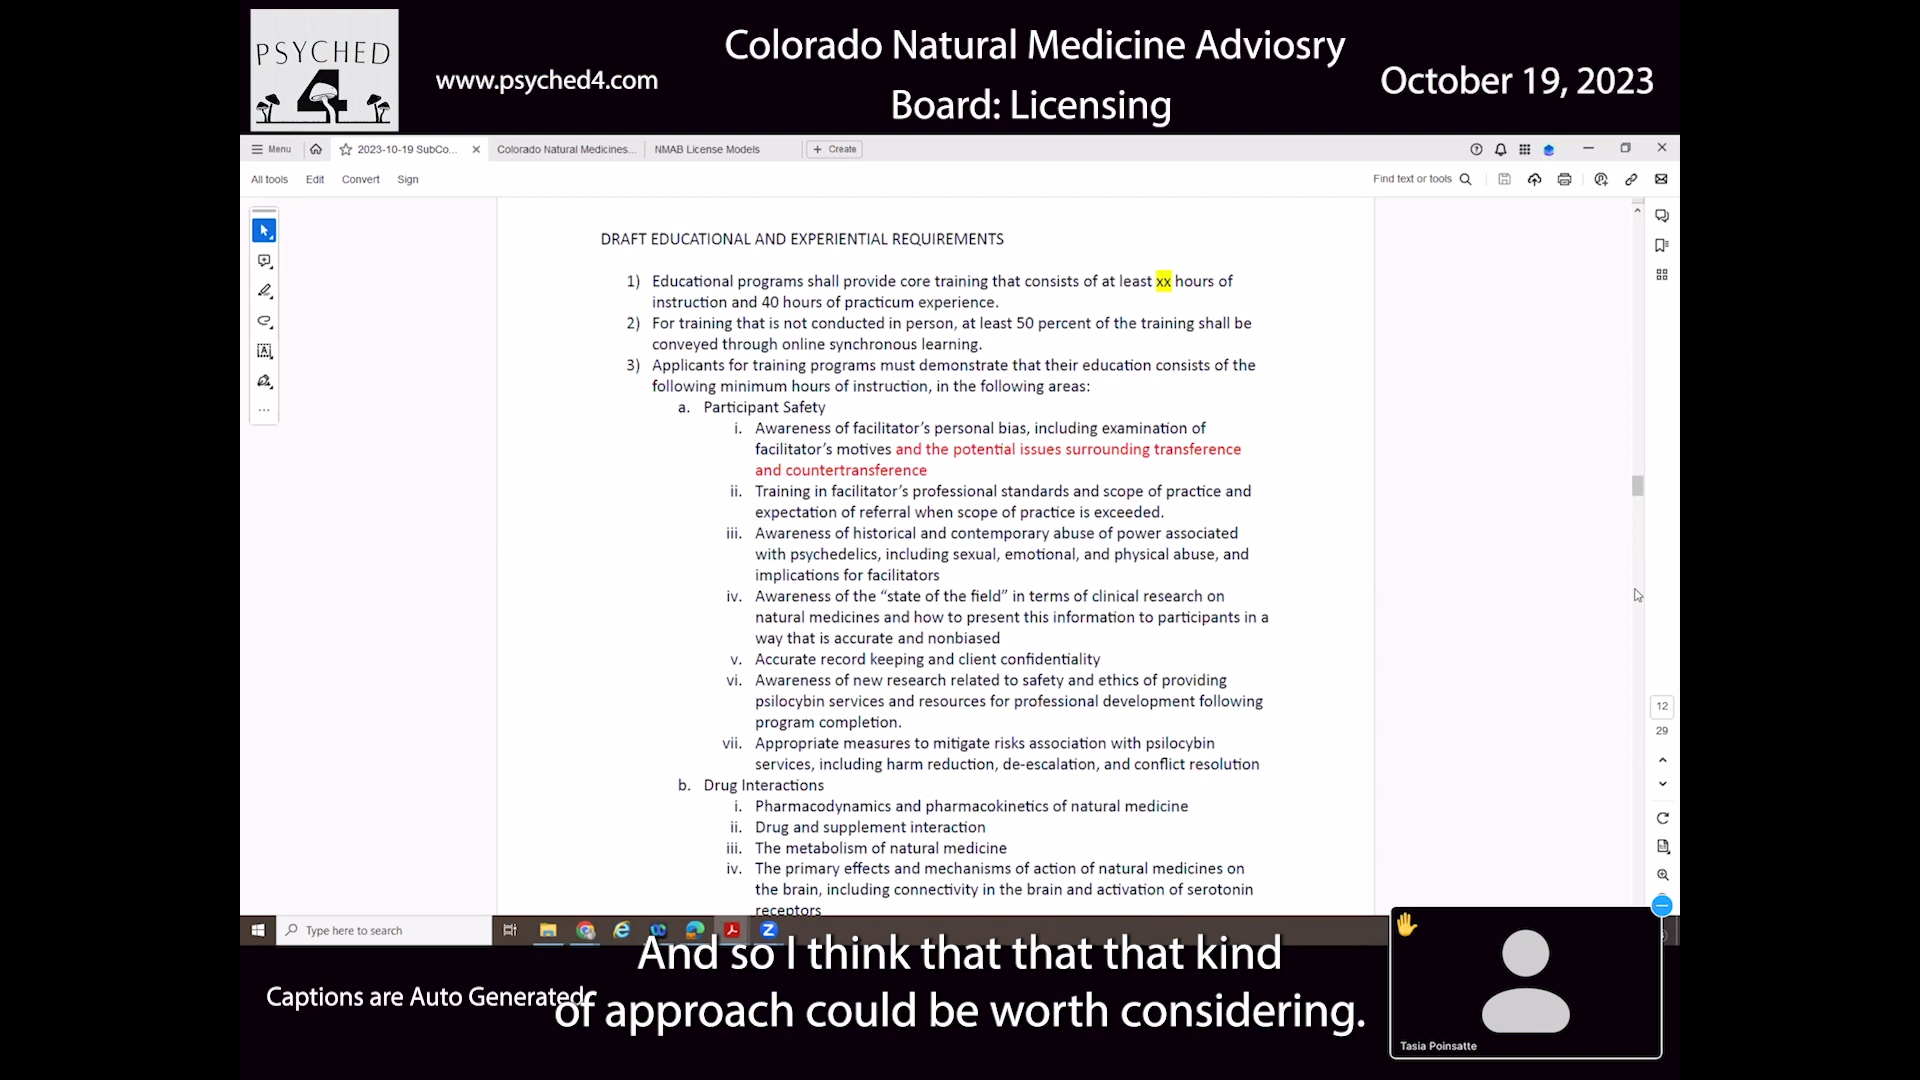 PSYCHED
4
www.psyched4.com
Colorado Natural Medicine Adviosry
Board: Licensing
October 19, 2023
Menu
2023-10-19 SubCo...
Colorado Natural Medicines...
NMAB License Models
+ Create
All tools
Edit
Convert
Sign
Find text or tools
DRAFT EDUCATIONAL AND EXPERIENTIAL REQUIREMENTS
1) Educational programs shall provide core training that consists of at least xx hours of
instruction and 40 hours of practicum experience.
2) For training that is not conducted in person, at least 50 percent of the training shall be
conveyed through online synchronous learning.
3) Applicants for training programs must demonstrate that their education consists of the
following minimum hours of instruction, in the following areas:
a. Participant Safety
i. Awareness of facilitator's personal bias, including examination of
facilitator's motives and the potential issues surrounding transference
and countertransference
ii. Training in facilitator's professional standards and scope of practice and
expectation of referral when scope of practice is exceeded.
iii. Awareness of historical and contemporary abuse of power associated
with psychedelics, including sexual, emotional, and physical abuse, and
implications for facilitators
iv. Awareness of the "state of the field" in terms of clinical research on
natural medicines and how to present this information to participants in a
way that is accurate and nonbiased
v. Accurate record keeping and client confidentiality
vi. Awareness of new research related to safety and ethics of providing
psilocybin services and resources for professional development following
program completion.
vii. Appropriate measures to mitigate risks association with psilocybin
services, including harm reduction, de-escalation, and conflict resolution
b. Drug Interactions
i. Pharmacodynamics and pharmacokinetics of natural medicine
ii. Drug and supplement interaction
iii. The metabolism of natural medicine
iv. The primary effects and mechanisms of action of natural medicines on
the brain, including connectivity in the brain and activation of serotonin
receptors
12
29
Type here to search
And so I think that that that kind
of approach could be worth considering.
Captions are Auto Generated
Tasia Poinsatte